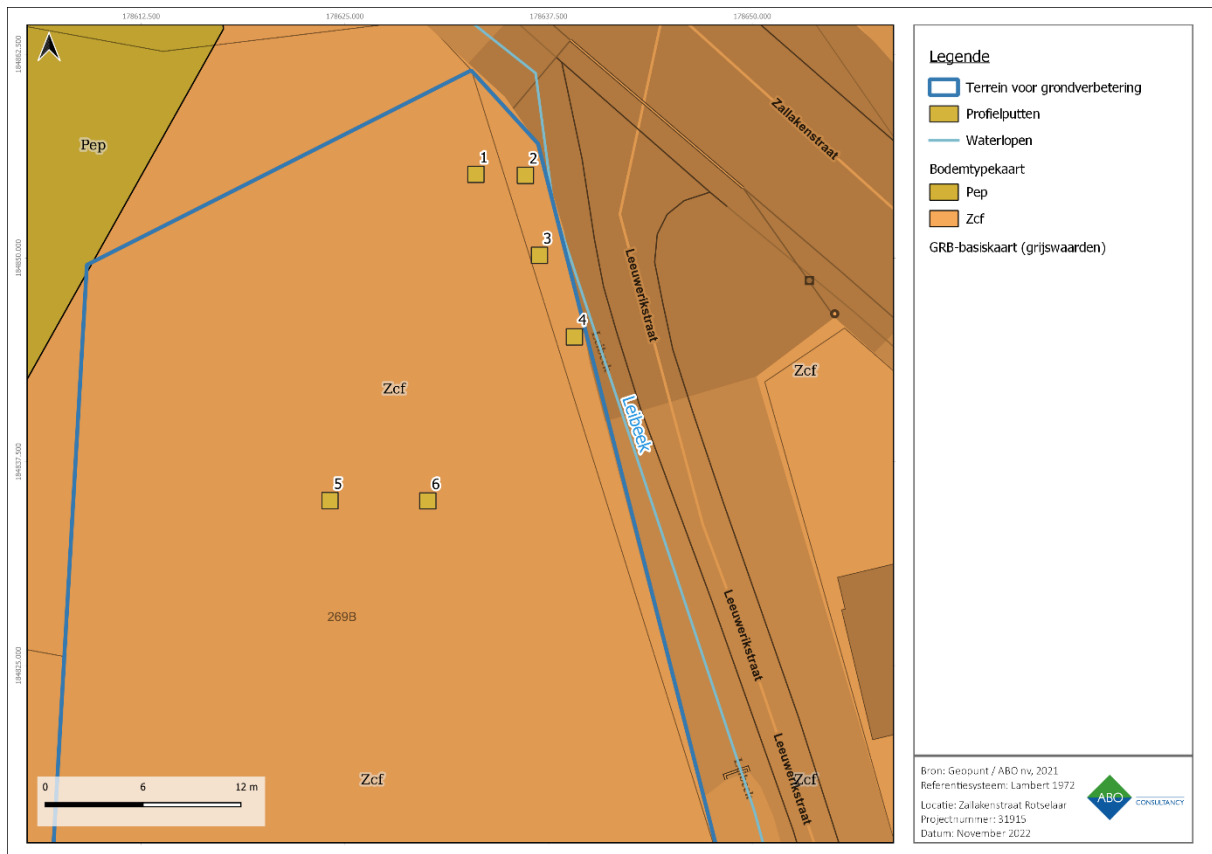 178612.500
178625.000
178637.500
178650.000
184862.500
184850.000
184837.500
184825.000
Pep
1
2
3
4
5
6
Zcf
Zcf
Zcf
Zcf
269B
Zallakenstraat
Leeuwerikstraat
Leeuwerikstraat
Leeuwerikstraat
Leibeek
Leibeek
0 6 12 m
Legende
Terrein voor grondverbetering
Profielputten
Waterlopen
Bodemtypekaart
Pep
Zcf
GRB-basiskaart (grijswaarden)
Bron: Geopunt / ABO nv, 2021
Referentiesysteem: Lambert 1972
Locatie: Zallakenstraat Rotselaar
Projectnummer: 31915
Datum: November 2022
ABO
CONSULTANCY